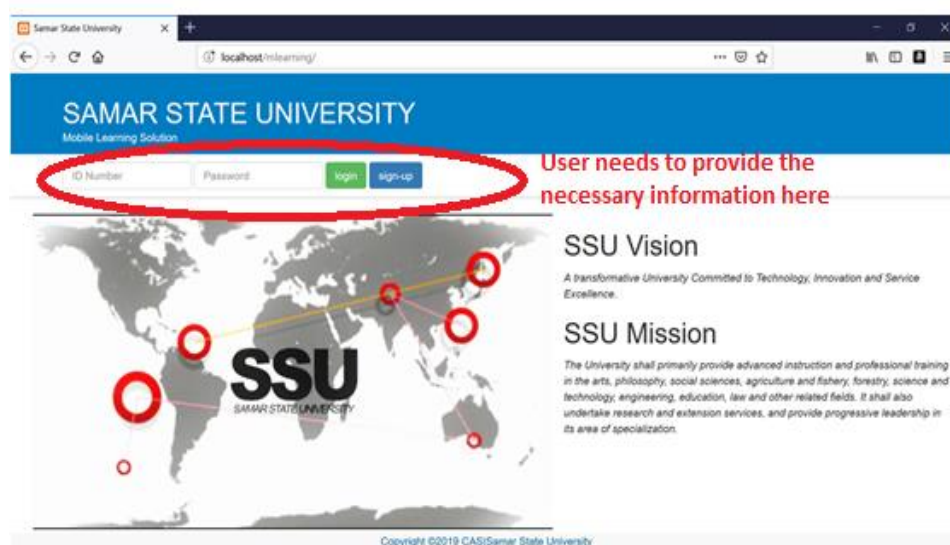 Samar State University
localhost/mlearning/
SAMAR STATE UNIVERSITY
Mobile Learning Solution
ID Number
Password
login
sign-up
User needs to provide the
necessary information here
SSU Vision
A transformative University Committed to Technology, Innovation and Service
Excellence.
SSU Mission
The University shall primarily provide advanced instruction and professional training
in the arts, philosophy, social sciences, agriculture and fishery, forestry, science and
technology, engineering, education, law and other related fields. It shall also
undertake research and extension services, and provide progressive leadership in
its area of specialization.
SSU
SAMAR STATE UNIVERSITY
Copyright ©2019 CAS|Samar State University